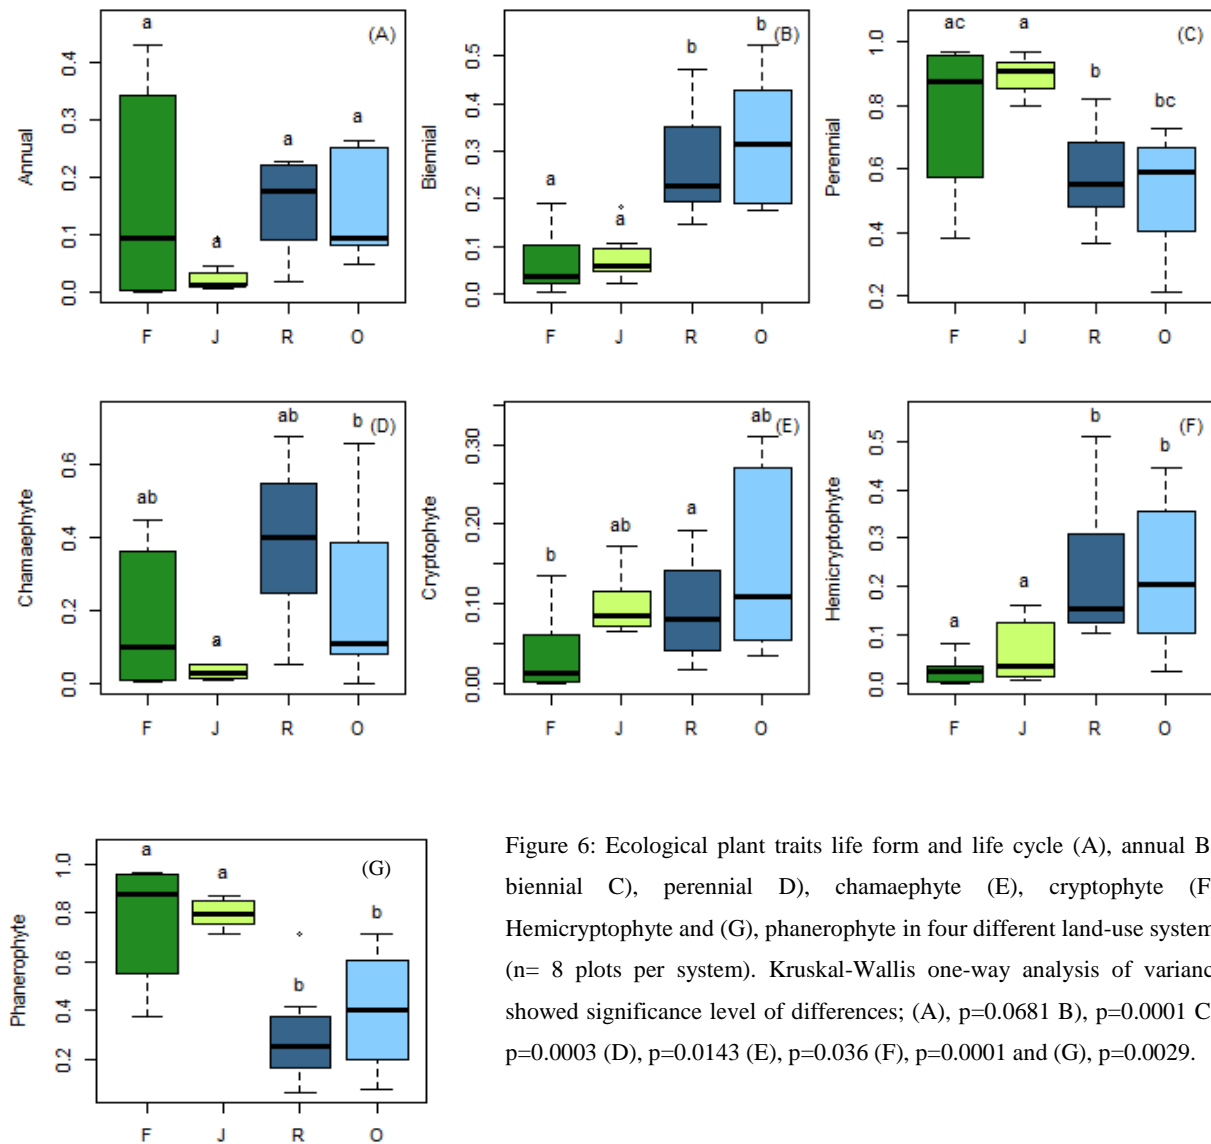 a
a
a
a
(A)
Annual
0.0
0.1
0.2
0.3
0.4
F
J
R
O
a
a
b
b
(B)
Biennial
0.0
0.1
0.2
0.3
0.4
0.5
F
J
R
O
ac
a
b
bc
(C)
Perennial
0.2
0.4
0.6
0.8
1.0
F
J
R
O
ab
a
ab
b
(D)
Chamaephyte
0.0
0.2
0.4
0.6
F
J
R
O
b
ab
a
ab
(E)
Cryptophyte
0.00
0.10
0.20
0.30
F
J
R
O
a
a
b
b
(F)
Hemicryptophyte
0.0
0.1
0.2
0.3
0.4
0.5
F
J
R
O
a
a
b
b
(G)
Phanerophyte
0.2
0.4
0.6
0.8
1.0
F
J
R
O
Figure 6: Ecological plant traits life form and life cycle (A), annual B
biennial C), perennial D), chamaephyte (E), cryptophyte (F
Hemicryptophyte and (G), phanerophyte in four different land-use system
(n= 8 plots per system). Kruskal-Wallis one-way analysis of varianc
showed significance level of differences; (A), p=0.0681 B), p=0.0001 C
p=0.0003 (D), p=0.0143 (E), p=0.036 (F), p=0.0001 and (G), p=0.0029.